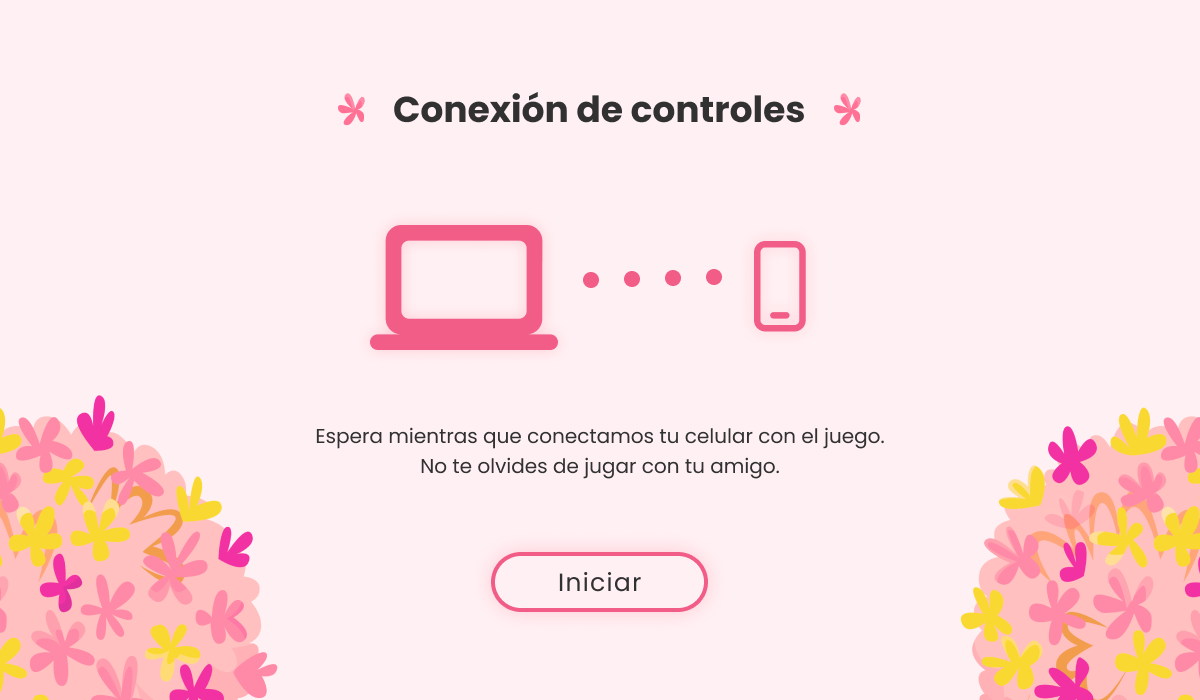 Conexión de controles
Espera mientras que conectamos tu celular con el juego.
No te olvides de jugar con tu amigo.
Iniciar